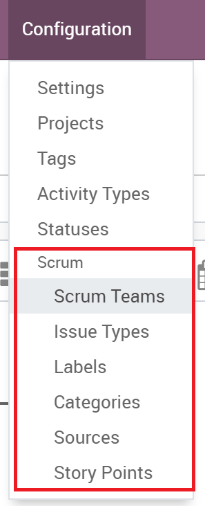 Configuration
Settings
Projects
Tags
Activity Types
Statuses
Scrum
Scrum Teams
Issue Types
Labels
Categories
Sources
Story Points